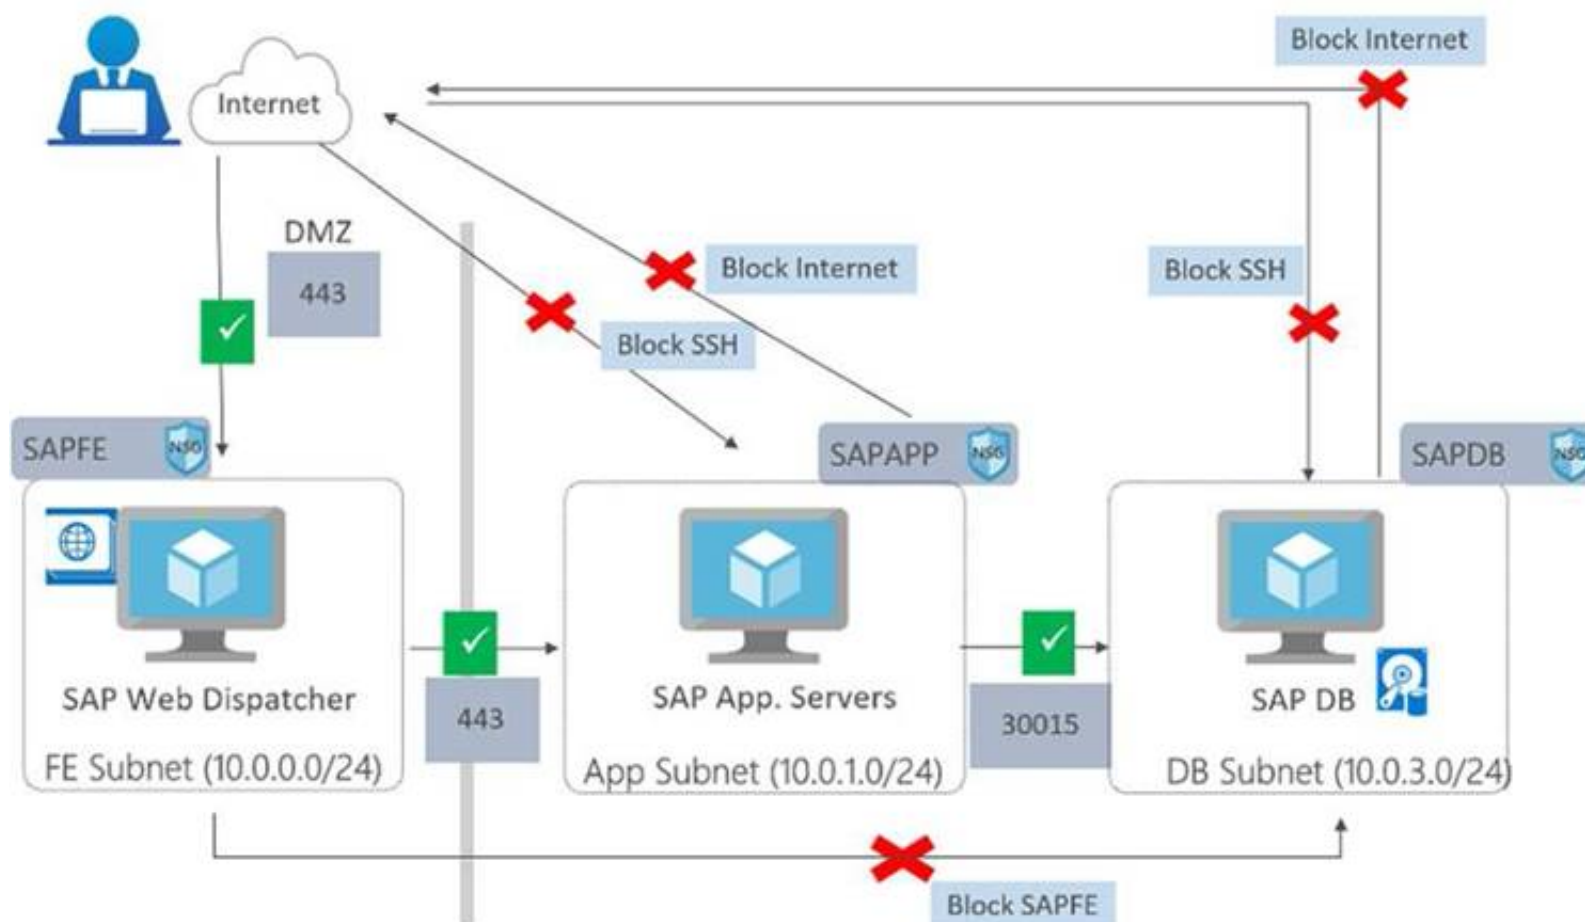 Block Internet
Internet
DMZ
443
Block Internet
Block SSH
Block SSH
SAPFE
NSG
SAPAPP
NSG
SAPDB
NSG
SAP Web Dispatcher
FE Subnet (10.0.0.0/24)
443
SAP App. Servers
App Subnet (10.0.1.0/24)
30015
SAP DB
DB Subnet (10.0.3.0/24)
Block SAPFE